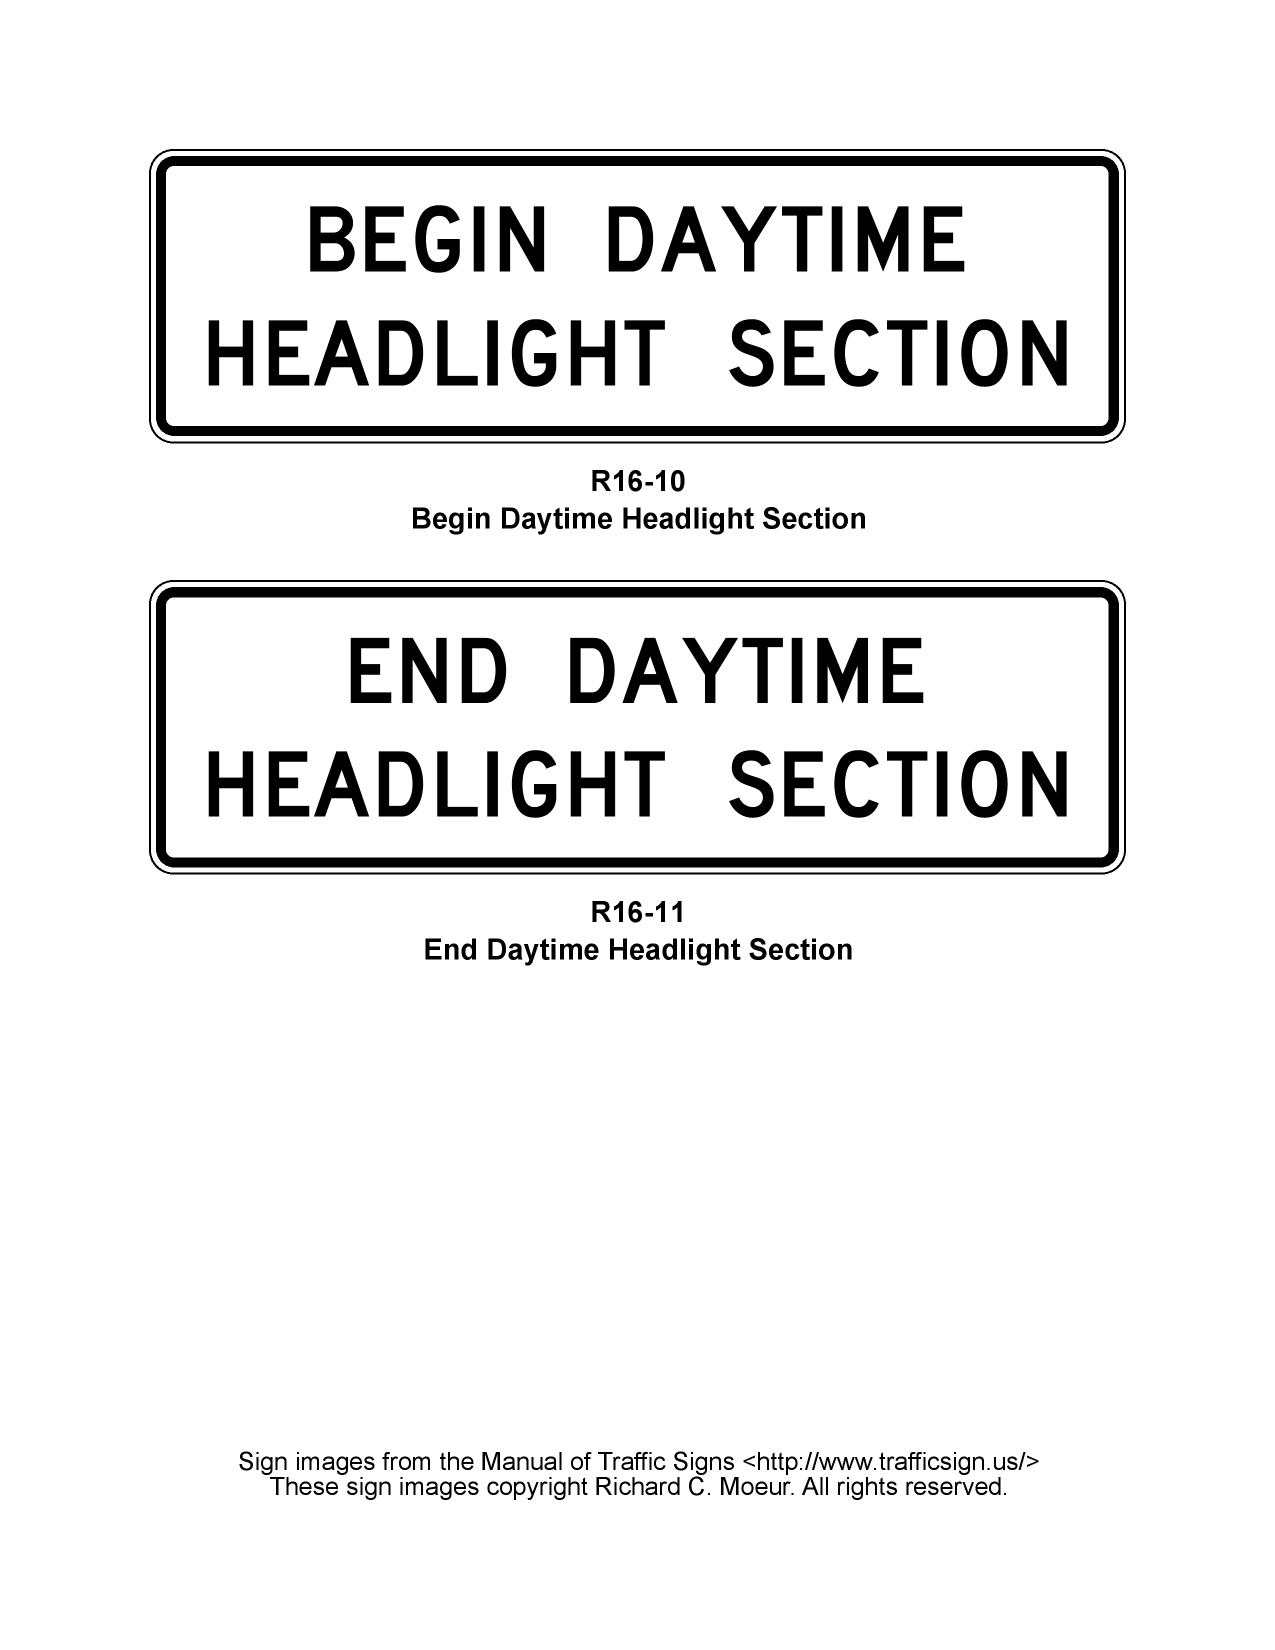 BEGIN DAYTIME
HEADLIGHT SECTION
R16-10
Begin Daytime Headlight Section
END DAYTIME
HEADLIGHT SECTION
R16-11
End Daytime Headlight Section
Sign images from the Manual of Traffic Signs <http://www.trafficsign.us/>
These sign images copyright Richard C. Moeur. All rights reserved.